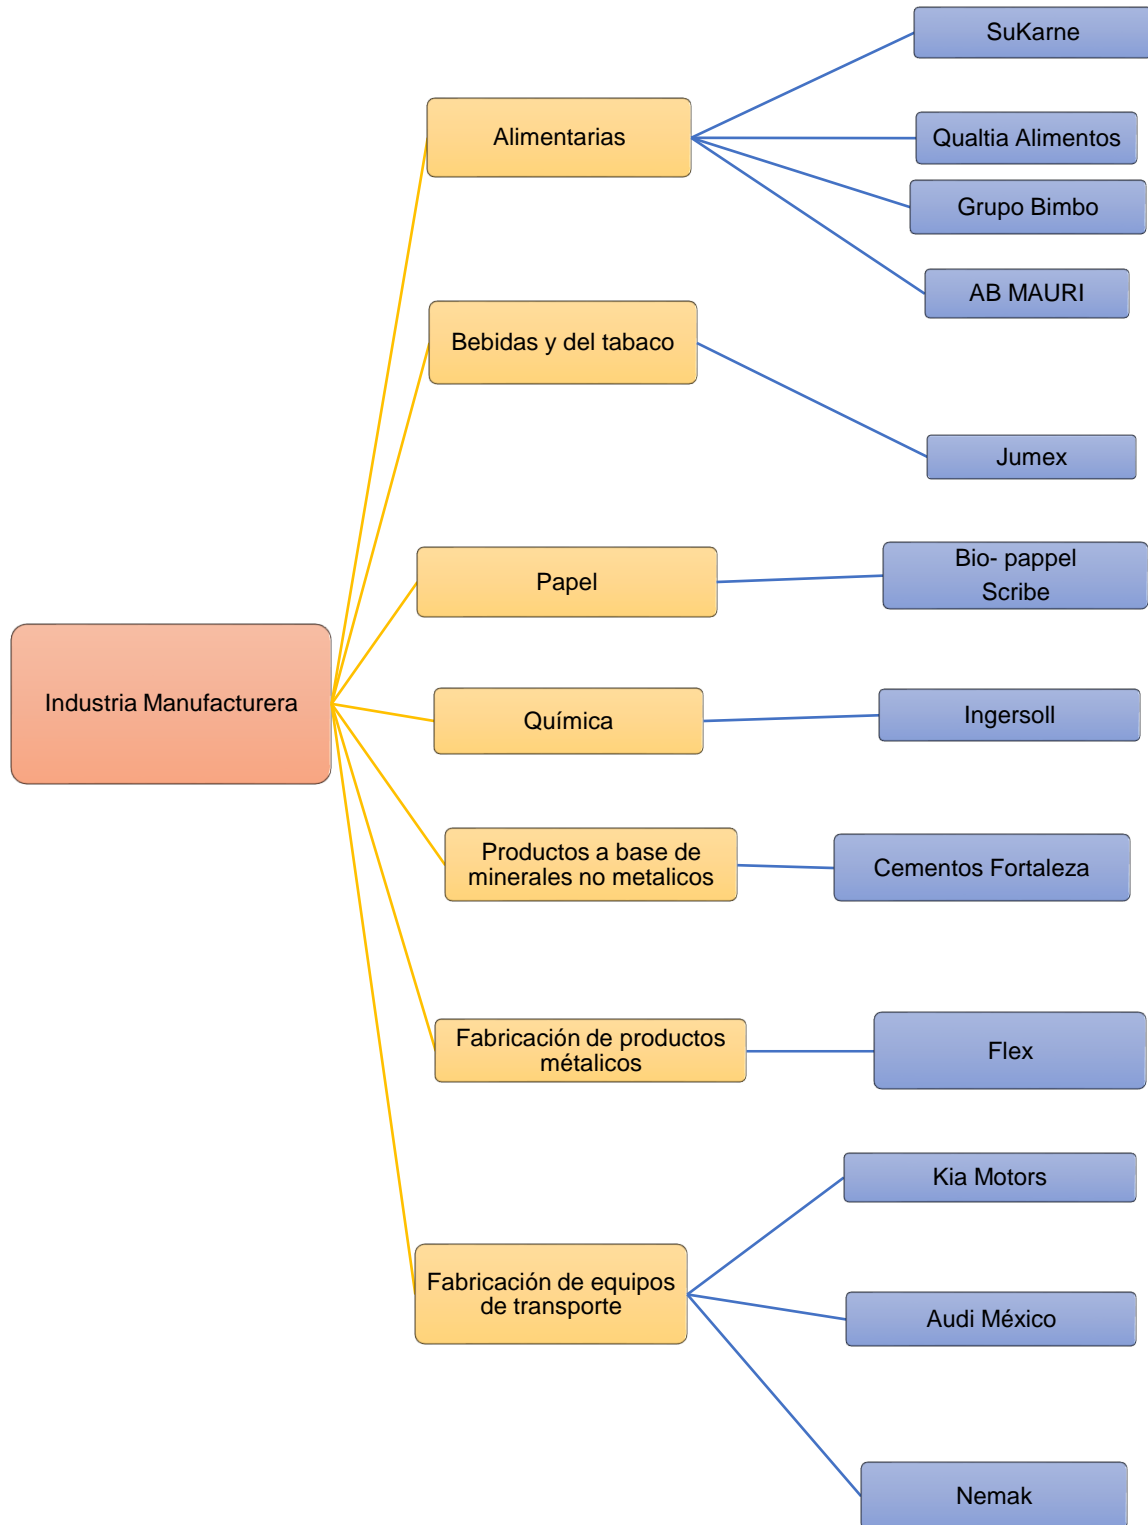 Industria Manufacturera
Alimentarias
SuKarne
Qualtia Alimentos
Grupo Bimbo
AB MAURI
Bebidas y del tabaco
Jumex
Papel
Bio- pappel
Scribe
Química
Ingersoll
Productos a base de
minerales no metalicos
Cementos Fortaleza
Fabricación de productos
métalicos
Flex
Fabricación de equipos
de transporte
Kia Motors
Audi México
Nemak